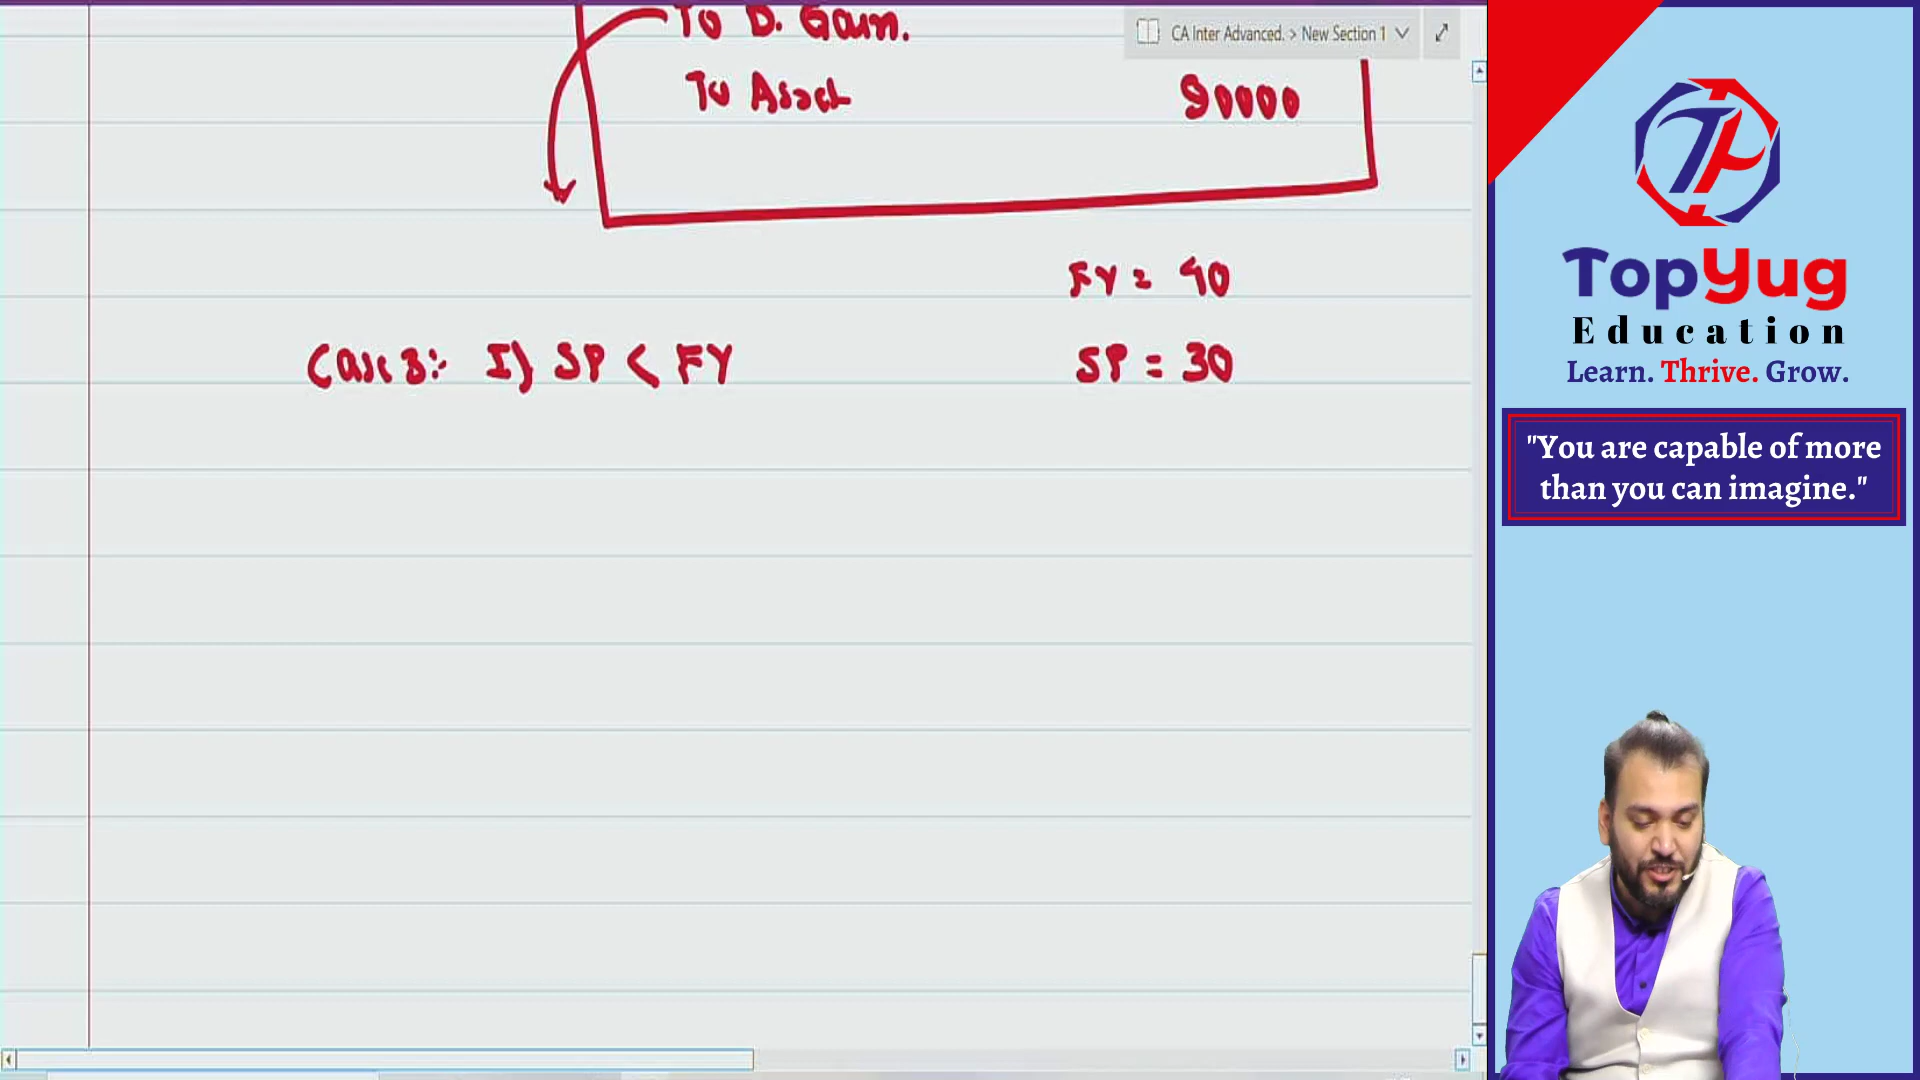 To D. Gain.
CA Inter Advanced. > New Section 1
To Asset 90000
FV = 40
Case 3:- I) SP < FV SP = 30
TopYug
Education
Learn. Thrive. Grow.
"You are capable of more
than you can imagine."